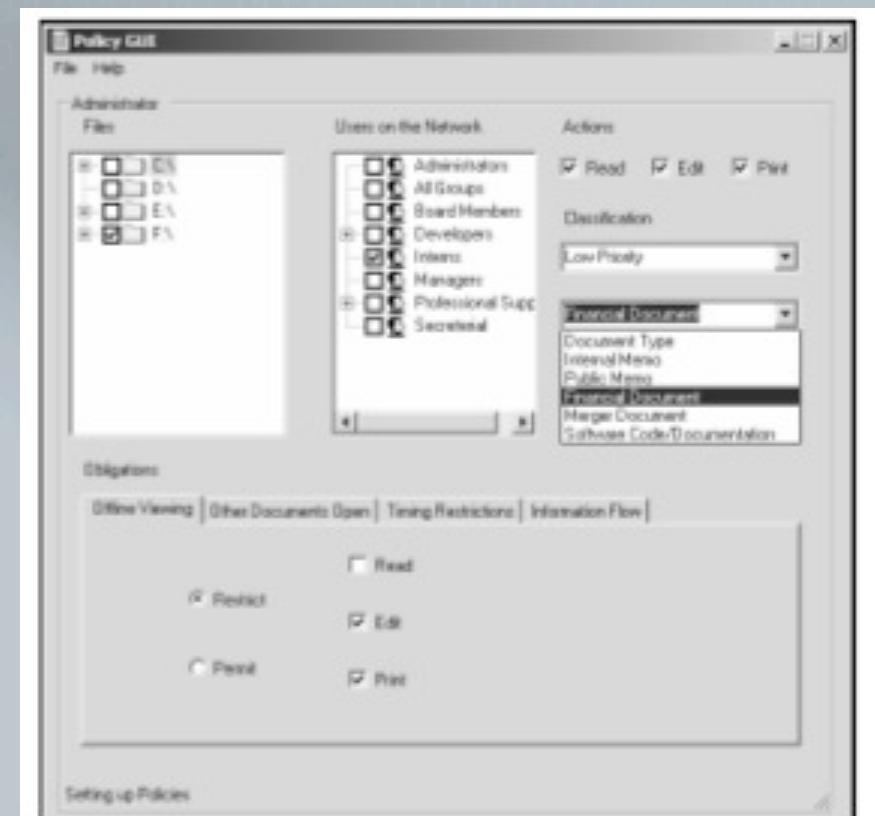 Policy GUI
File Help
Administrator
Files
C:\
D:\
E:\
F:\
Users on the Network
Administrators
All Groups
Board Members
Developers
Interns
Managers
Professional Supp
Secretarial
Actions
Read Edit Print
Classification
Low Priority
Financial Document
Document Type
Internal Memo
Public Memo
Financial Document
Merger Document
Software Code/Documentation
Obligations
Offline Viewing Other Documents Open Timing Restrictions Information Flow
Restrict
Permit
Read
Edit
Print
Setting up Policies